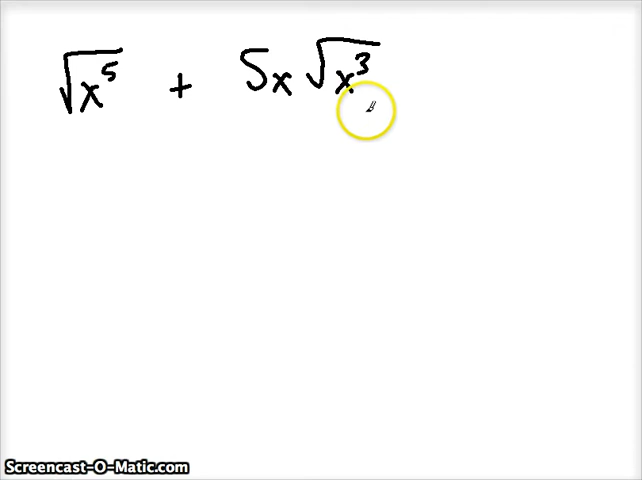 √x⁵ + 5x √x³
Screencast-O-Matic.com